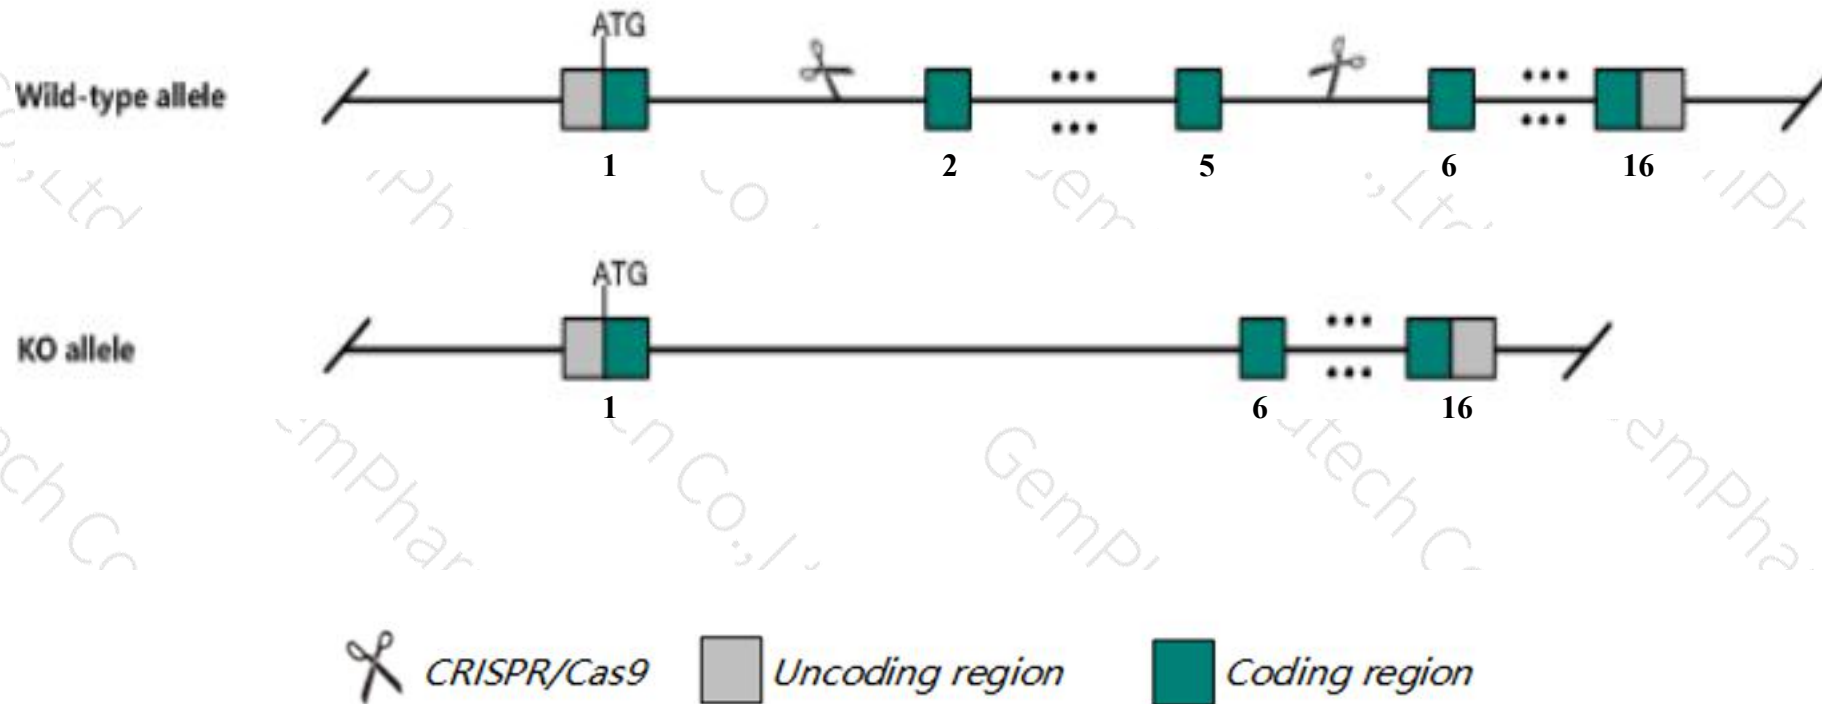 ATG
Wild-type allele
1 2 5 6 16
ATG
KO allele
1 6 16
CRISPR/Cas9 Uncoding region Coding region